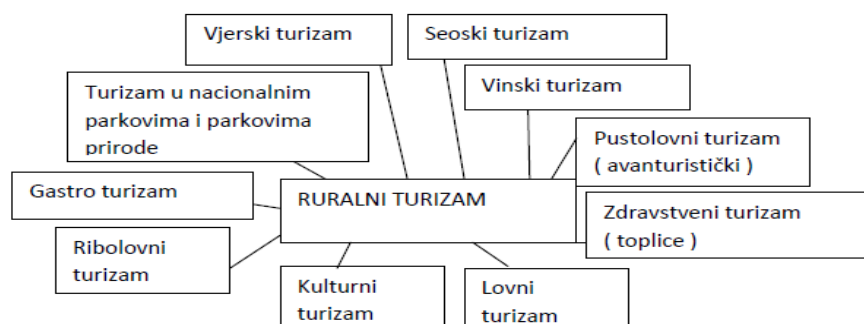 Vjerski turizam
Seoski turizam
Vinski turizam
Turizam u nacionalnim
parkovima i parkovima
prirode
Pustolovni turizam
( avanturistički )
Gastro turizam
RURALNI TURIZAM
Zdravstveni turizam
( toplice )
Ribolovni
turizam
Kulturni
turizam
Lovni
turizam